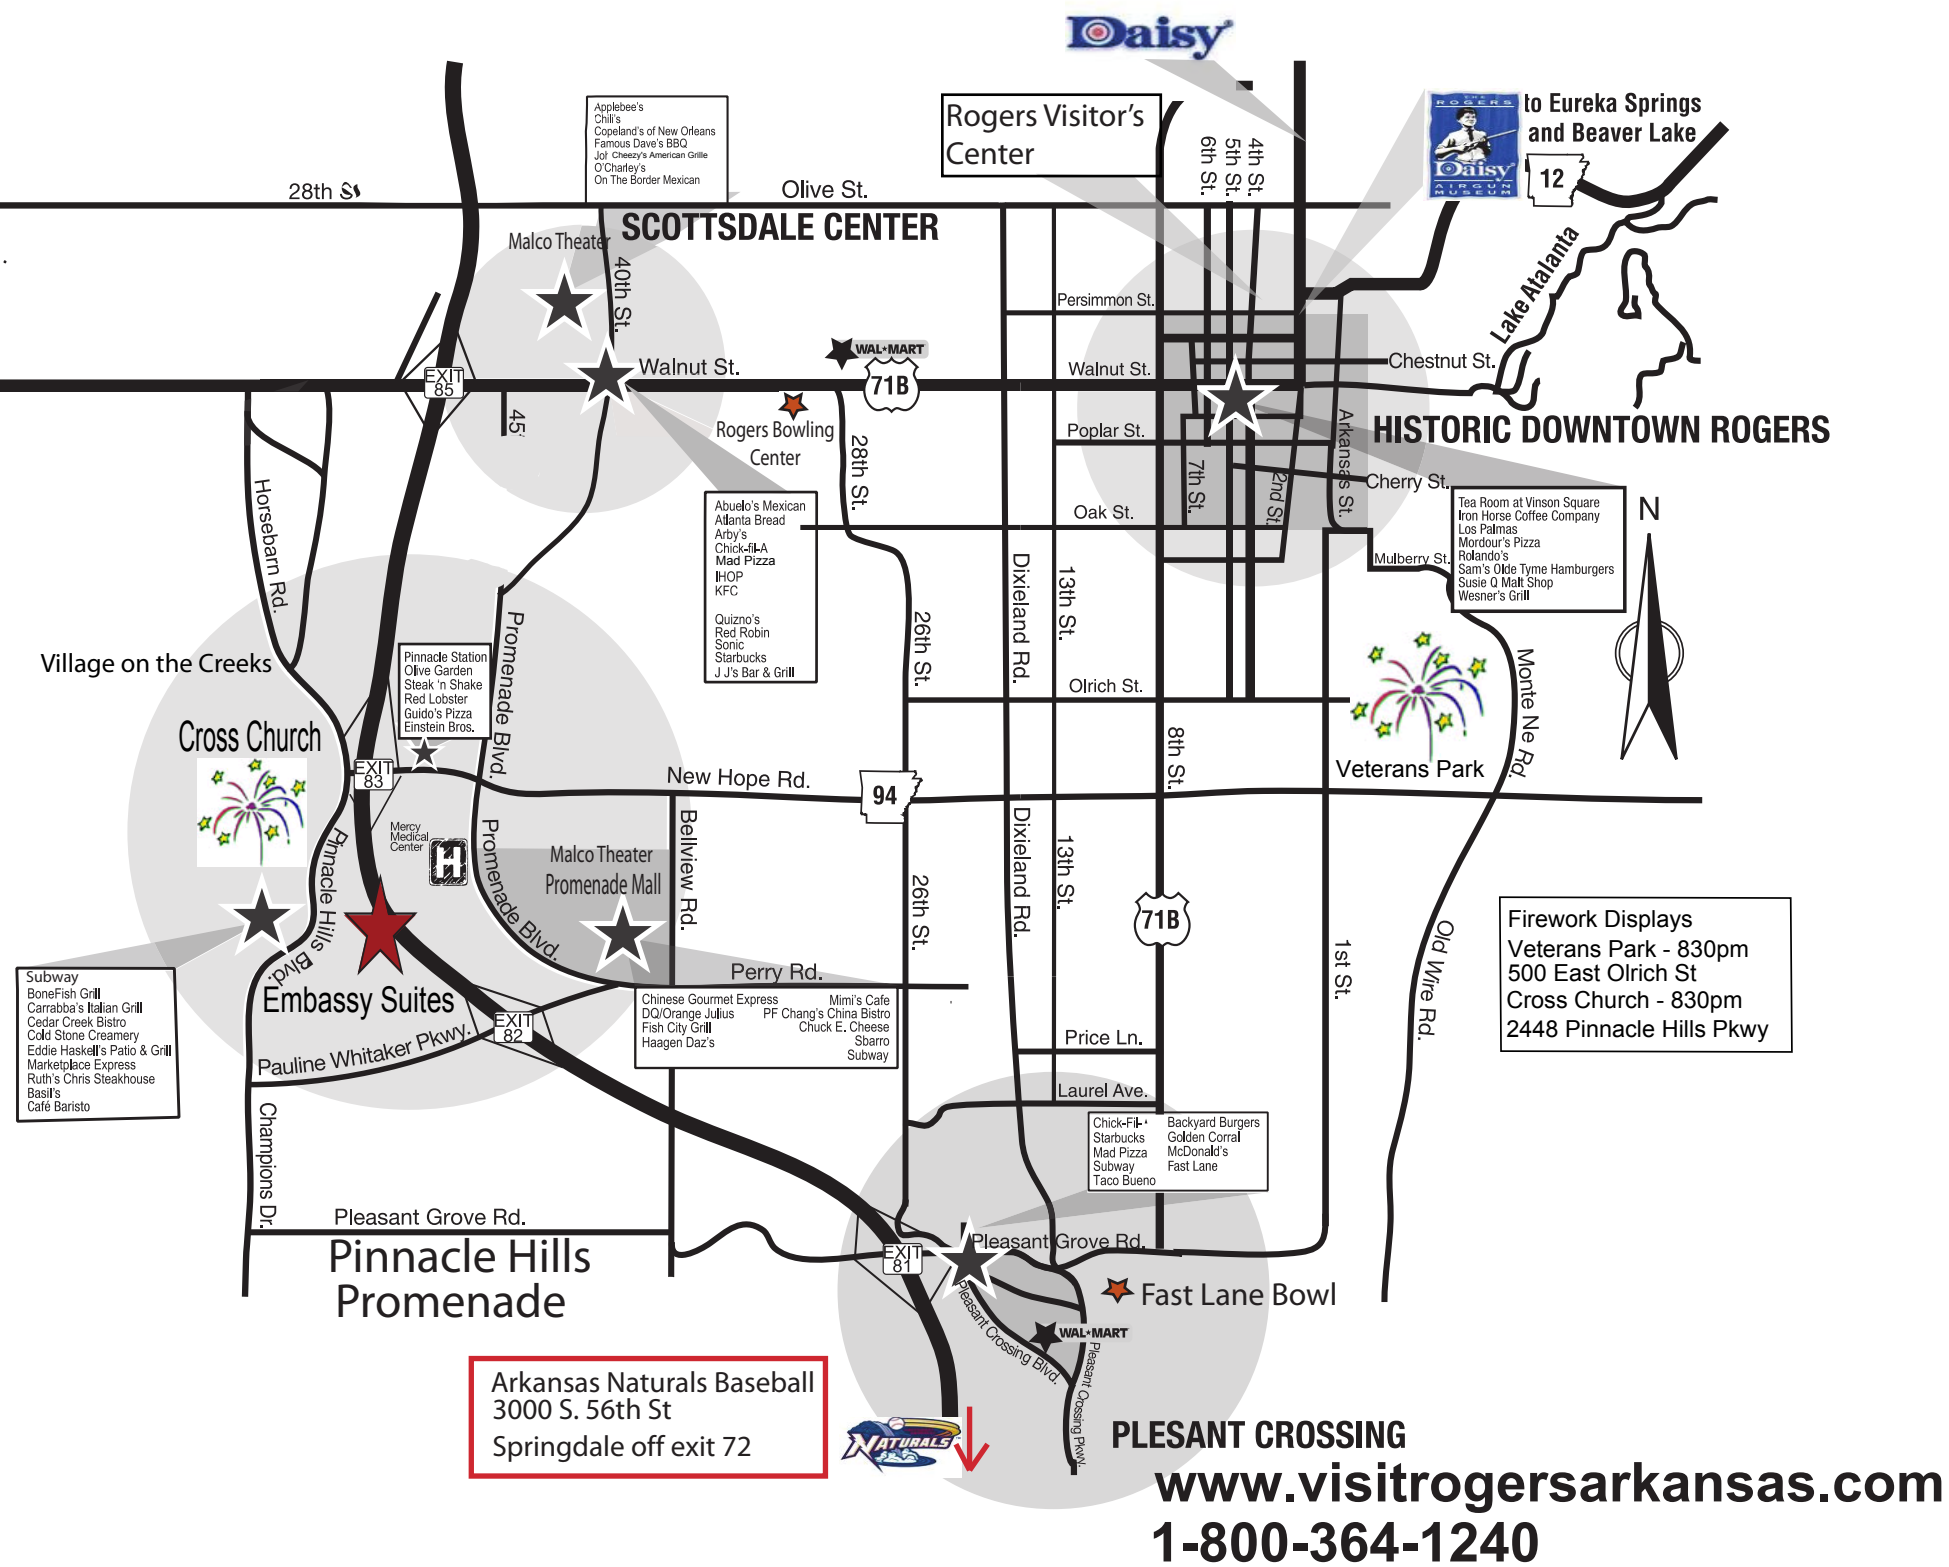 Daisy
Rogers Visitor's
Center
THE
ROGERS
Daisy
AIRGUN
MUSEUM
to Eureka Springs
and Beaver Lake
12
Applebee's
Chili's
Copeland's of New Orleans
Famous Dave's BBQ
Cheezy's American Grille
O'Charley's
On The Border Mexican
28th
Olive St.
SCOTTSDALE CENTER
Malco Theater
40th St.
6th St.
5th St.
4th St.
Lake Atalanta
Persimmon St.
WAL★MART
Walnut St.
71B
Walnut St.
Chestnut St.
EXIT
85
45
Rogers Bowling
Center
28th St.
Poplar St.
Arkansas St.
HISTORIC DOWNTOWN ROGERS
7th St.
2nd St.
Cherry St.
Horsebarn Rd.
Abuelo's Mexican
Atlanta Bread
Arby's
Chick-fil-A
Mad Pizza
IHOP
KFC
Quizno's
Red Robin
Sonic
Starbucks
J J's Bar & Grill
Oak St.
Tea Room at Vinson Square
Iron Horse Coffee Company
Los Palmas
Mordour's Pizza
Rolando's
Sam's Olde Tyme Hamburgers
Susie Q Malt Shop
Wesner's Grill
N
Mulberry St.
Dixieland Rd.
13th St.
26th St.
Promenade Blvd.
Village on the Creeks
Pinnacle Station
Olive Garden
Steak 'n Shake
Red Lobster
Guido's Pizza
Einstein Bros.
Olrich St.
Monte Ne Rd.
Cross Church
8th St.
Veterans Park
EXIT
83
New Hope Rd.
94
Mercy
Medical
Center
H
Pinnacle Hills Blvd.
Promenade Blvd.
Malco Theater
Promenade Mall
Bellview Rd.
Dixieland Rd.
13th St.
26th St.
71B
1st St.
Old Wire Rd.
Firework Displays
Veterans Park - 830pm
500 East Olrich St
Cross Church - 830pm
2448 Pinnacle Hills Pkwy
Subway
BoneFish Grill
Carrabba's Italian Grill
Cedar Creek Bistro
Cold Stone Creamery
Eddie Haskell's Patio & Grill
Marketplace Express
Ruth's Chris Steakhouse
Basil's
Café Baristo
Embassy Suites
Perry Rd.
EXIT
82
Pauline Whitaker Pkwy.
Chinese Gourmet Express Mimi's Cafe
DQ/Orange Julius PF Chang's China Bistro
Fish City Grill Chuck E. Cheese
Haagen Daz's Sbarro
Subway
Price Ln.
Laurel Ave.
Champions Dr.
Chick-Fil- Backyard Burgers
Starbucks Golden Corral
Mad Pizza McDonald's
Subway Fast Lane
Taco Bueno
Pleasant Grove Rd.
Pinnacle Hills
Promenade
EXIT
81
Pleasant Grove Rd.
Fast Lane Bowl
WAL★MART
Pleasant Crossing Blvd.
Pleasant Crossing Pkwy.
Arkansas Naturals Baseball
3000 S. 56th St
Springdale off exit 72
NATURALS
PLESANT CROSSING
www.visitrogersarkansas.com
1-800-364-1240